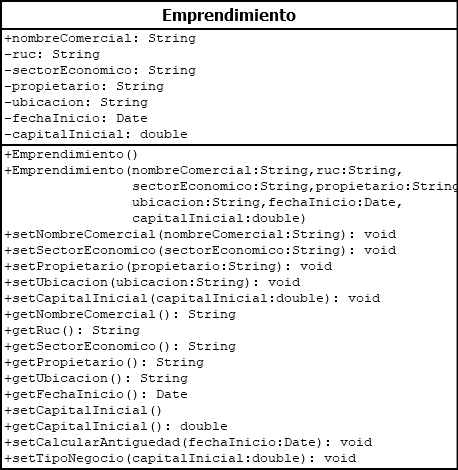 Emprendimiento
+nombreComercial: String
-ruc: String
-sectorEconomico: String
-propietario: String
-ubicacion: String
-fechaInicio: Date
-capitalInicial: double
+Emprendimiento()
+Emprendimiento(nombreComercial:String,ruc:String,
sectorEconomico:String,propietario:String
ubicacion:String,fechaInicio:Date,
capitalInicial:double)
+setNombreComercial(nombreComercial:String): void
+setSectorEconomico(sectorEconomico:String): void
+setPropietario(propietario:String): void
+setUbicacion(ubicacion:String): void
+setCapitalInicial(capitalInicial:double): void
+getNombreComercial(): String
+getRuc(): String
+getSectorEconomico(): String
+getPropietario(): String
+getUbicacion(): String
+getFechaInicio(): Date
+setCapitalInicial()
+getCapitalInicial(): double
+setCalcularAntiguedad(fechaInicio:Date): void
+setTipoNegocio(capitalInicial:double): void